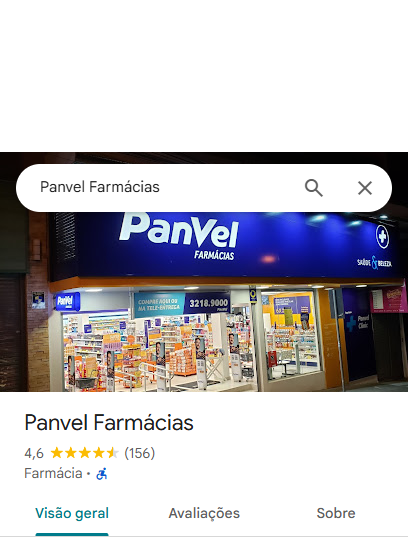 Panvel Farmácias
PanVel
FARMÁCIAS
SAÚDE & BELEZA
PanVel
COMPRE AQUI OU
NA TELE-ENTREGA
3218.9000
Panvel
Clinic
Panvel Farmácias
4,6 (156)
Farmácia ·
Visão geral
Avaliações
Sobre